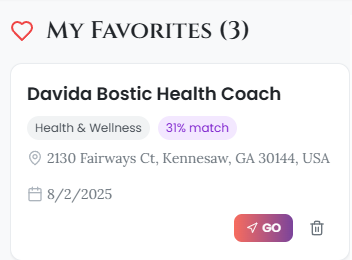 My Favorites (3)
Davida Bostic Health Coach
Health & Wellness 31% match
2130 Fairways Ct, Kennesaw, GA 30144, USA
8/2/2025
GO